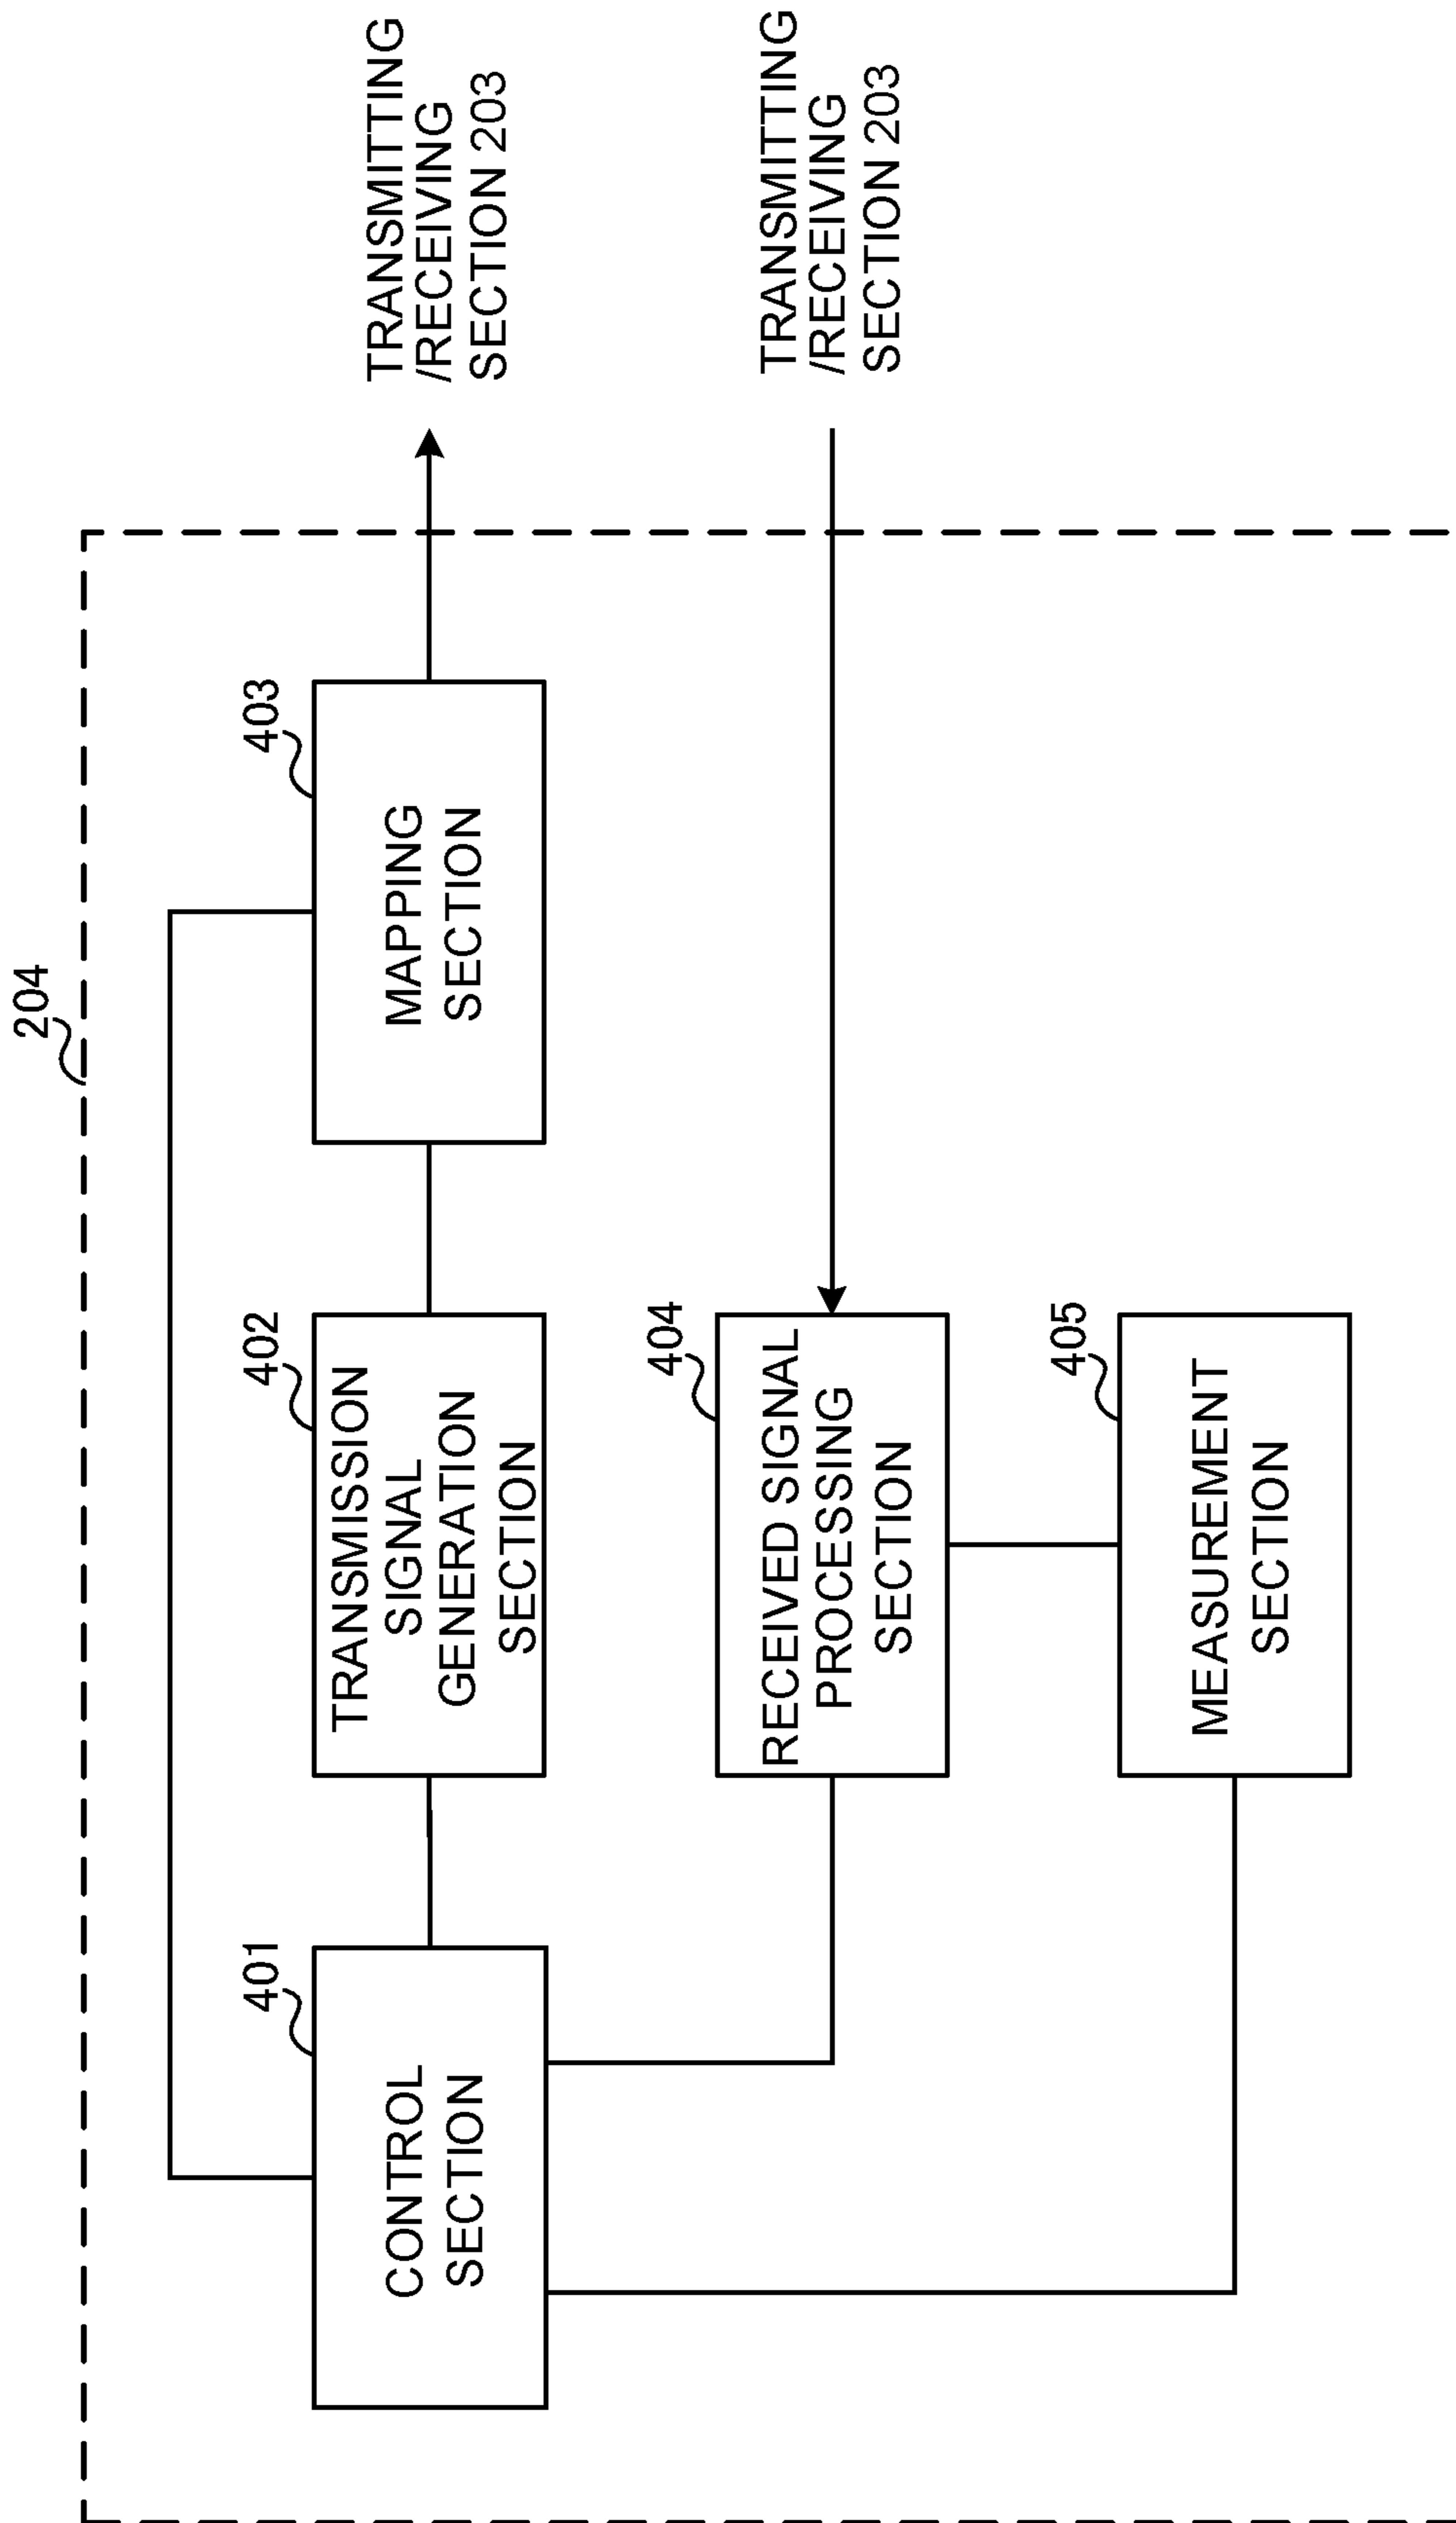 204
401
CONTROL
SECTION
402
TRANSMISSION
SIGNAL
GENERATION
SECTION
403
MAPPING
SECTION
TRANSMITTING
/RECEIVING
SECTION 203
404
RECEIVED SIGNAL
PROCESSING
SECTION
TRANSMITTING
/RECEIVING
SECTION 203
405
MEASUREMENT
SECTION